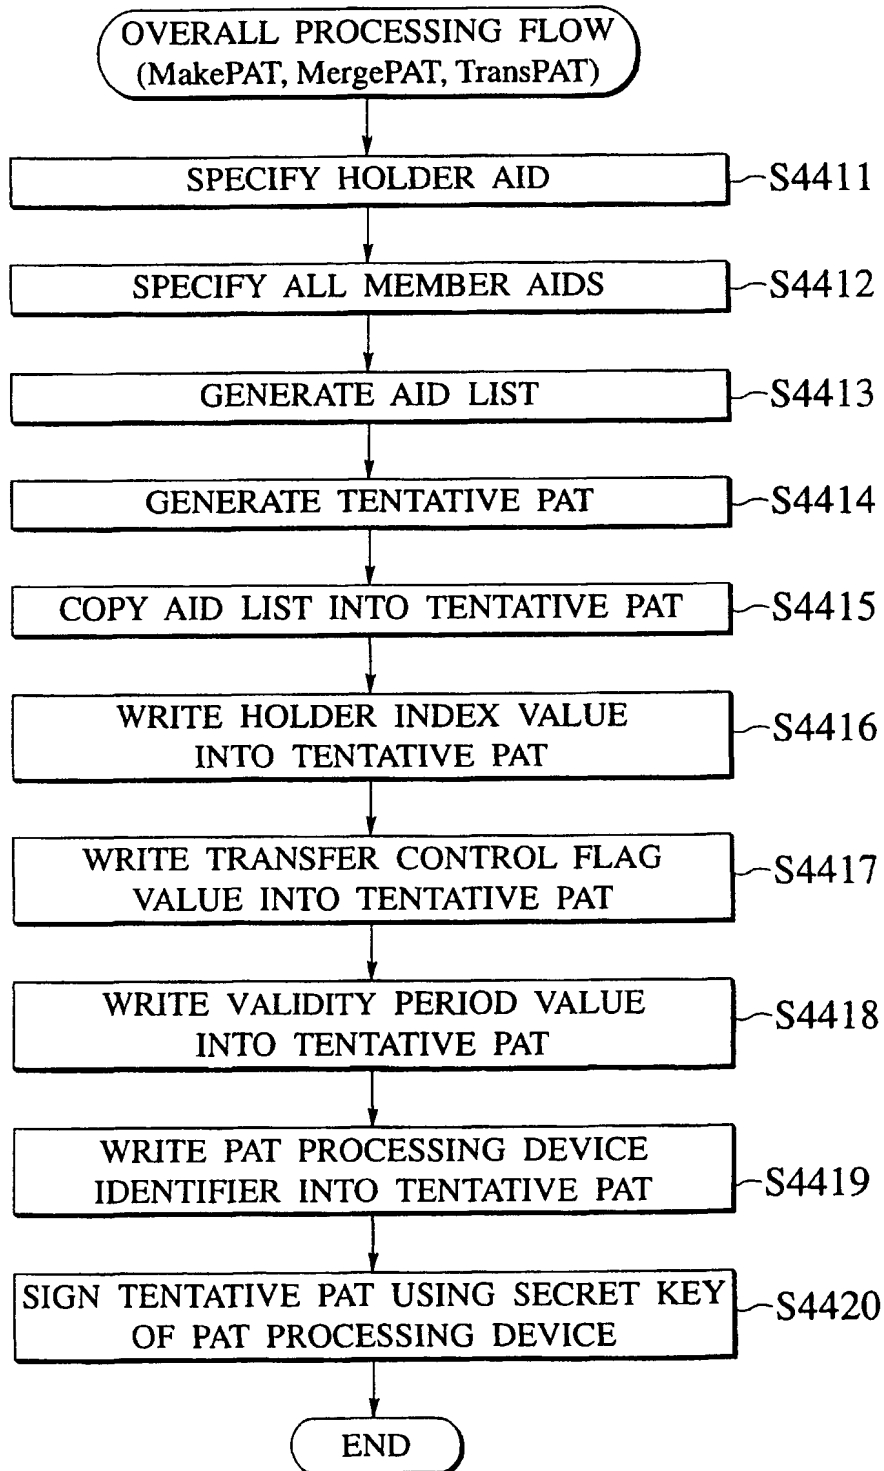 OVERALL PROCESSING FLOW
(MakePAT, MergePAT, TransPAT)
SPECIFY HOLDER AID
S4411
SPECIFY ALL MEMBER AIDS
S4412
GENERATE AID LIST
S4413
GENERATE TENTATIVE PAT
S4414
COPY AID LIST INTO TENTATIVE PAT
S4415
WRITE HOLDER INDEX VALUE
INTO TENTATIVE PAT
S4416
WRITE TRANSFER CONTROL FLAG
VALUE INTO TENTATIVE PAT
S4417
WRITE VALIDITY PERIOD VALUE
INTO TENTATIVE PAT
S4418
WRITE PAT PROCESSING DEVICE
IDENTIFIER INTO TENTATIVE PAT
S4419
SIGN TENTATIVE PAT USING SECRET KEY
OF PAT PROCESSING DEVICE
S4420
END